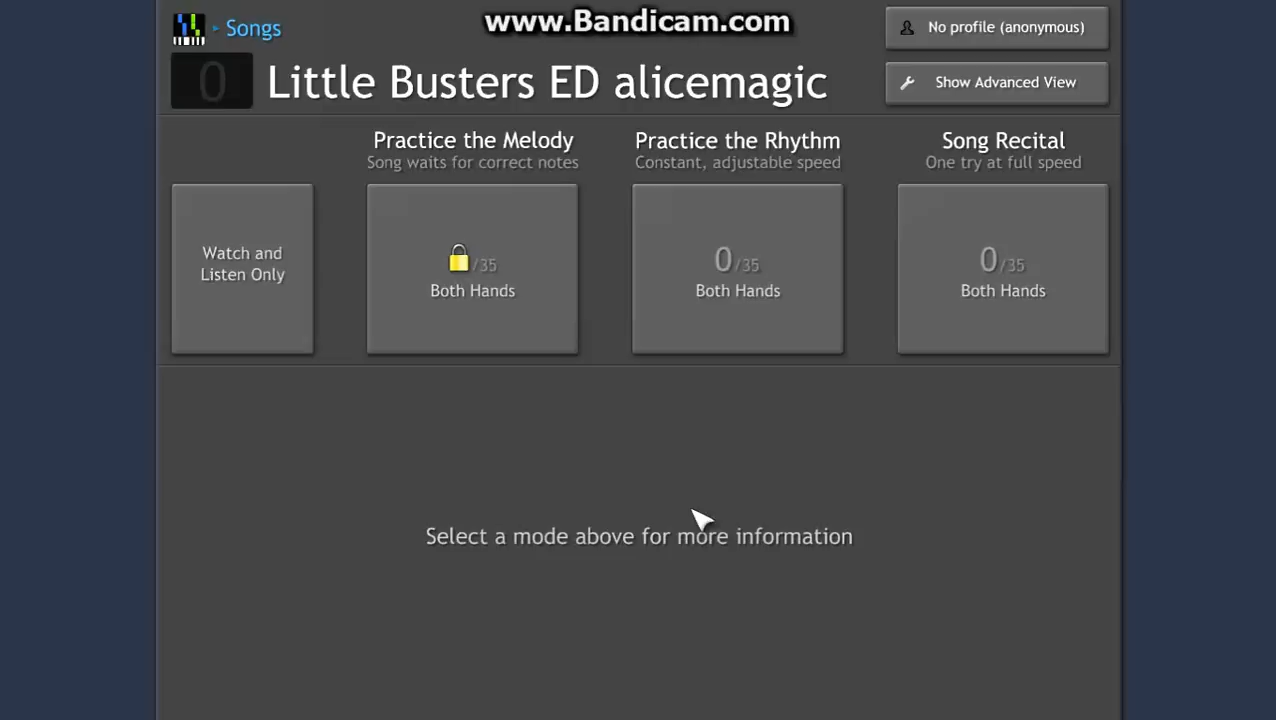 www.Bandicam.com
Songs
No profile (anonymous)
0 Little Busters ED alicemagic
Show Advanced View
Practice the Melody
Song waits for correct notes
Practice the Rhythm
Constant, adjustable speed
Song Recital
One try at full speed
Watch and
Listen Only
/35
Both Hands
0/35
Both Hands
0/35
Both Hands
Select a mode above for more information